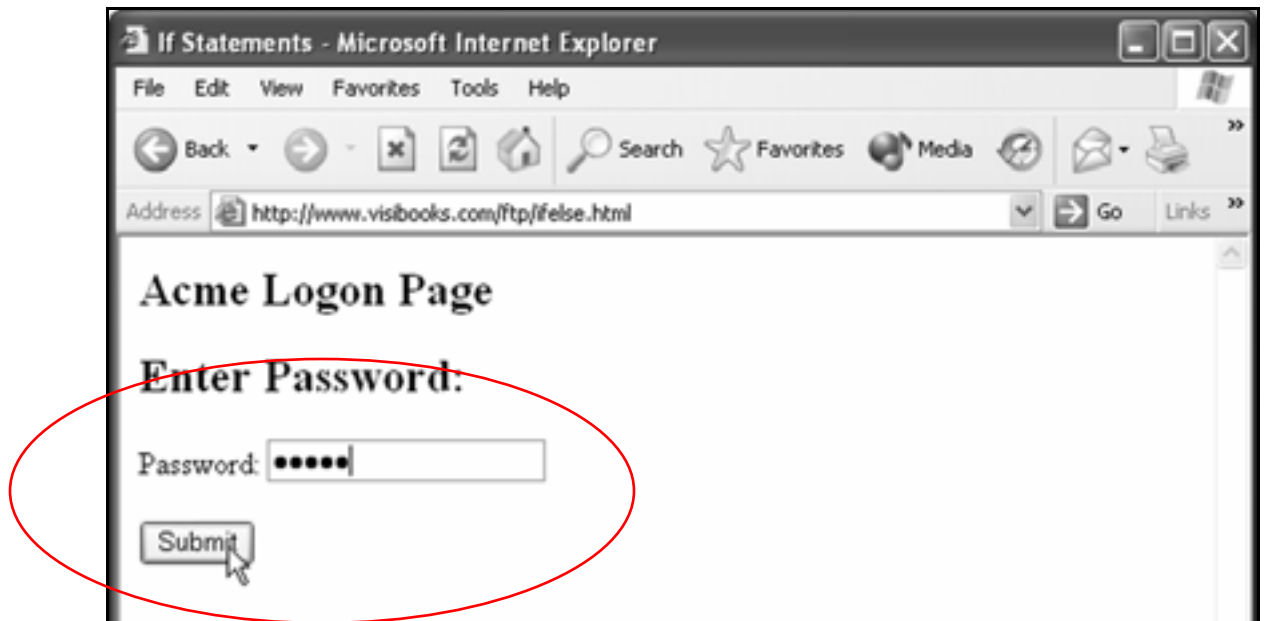 If Statements - Microsoft Internet Explorer
File Edit View Favorites Tools Help
Back Search Favorites Media »
Address http://www.visibooks.com/ftp/ifelse.html Go Links »
Acme Logon Page
Enter Password:
Password: •••••
Submit